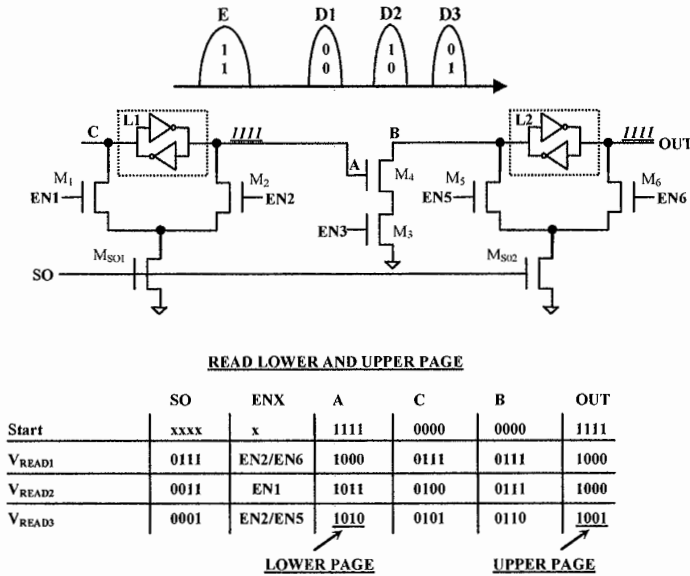 E D1 D2 D3
1 0 1 0
1 0 0 1
C L1 1111 B L2 1111 OUT
M1 M2 A M4 M5 M6
EN1 EN2 EN5 EN6
EN3 M3
MSO1 MS02
SO
READ LOWER AND UPPER PAGE
SO ENX A C B OUT
Start xxxx x 1111 0000 0000 1111
VREAD1 0111 EN2/EN6 1000 0111 0111 1000
VREAD2 0011 EN1 1011 0100 0111 1000
VREAD3 0001 EN2/EN5 1010 0101 0110 1001
LOWER PAGE UPPER PAGE